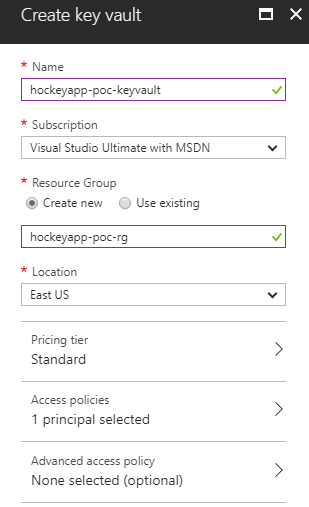 Create key vault
* Name
hockeyapp-poc-keyvault
* Subscription
Visual Studio Ultimate with MSDN
* Resource Group
Create new Use existing
hockeyapp-poc-rg
* Location
East US
Pricing tier
Standard
Access policies
1 principal selected
Advanced access policy
None selected (optional)